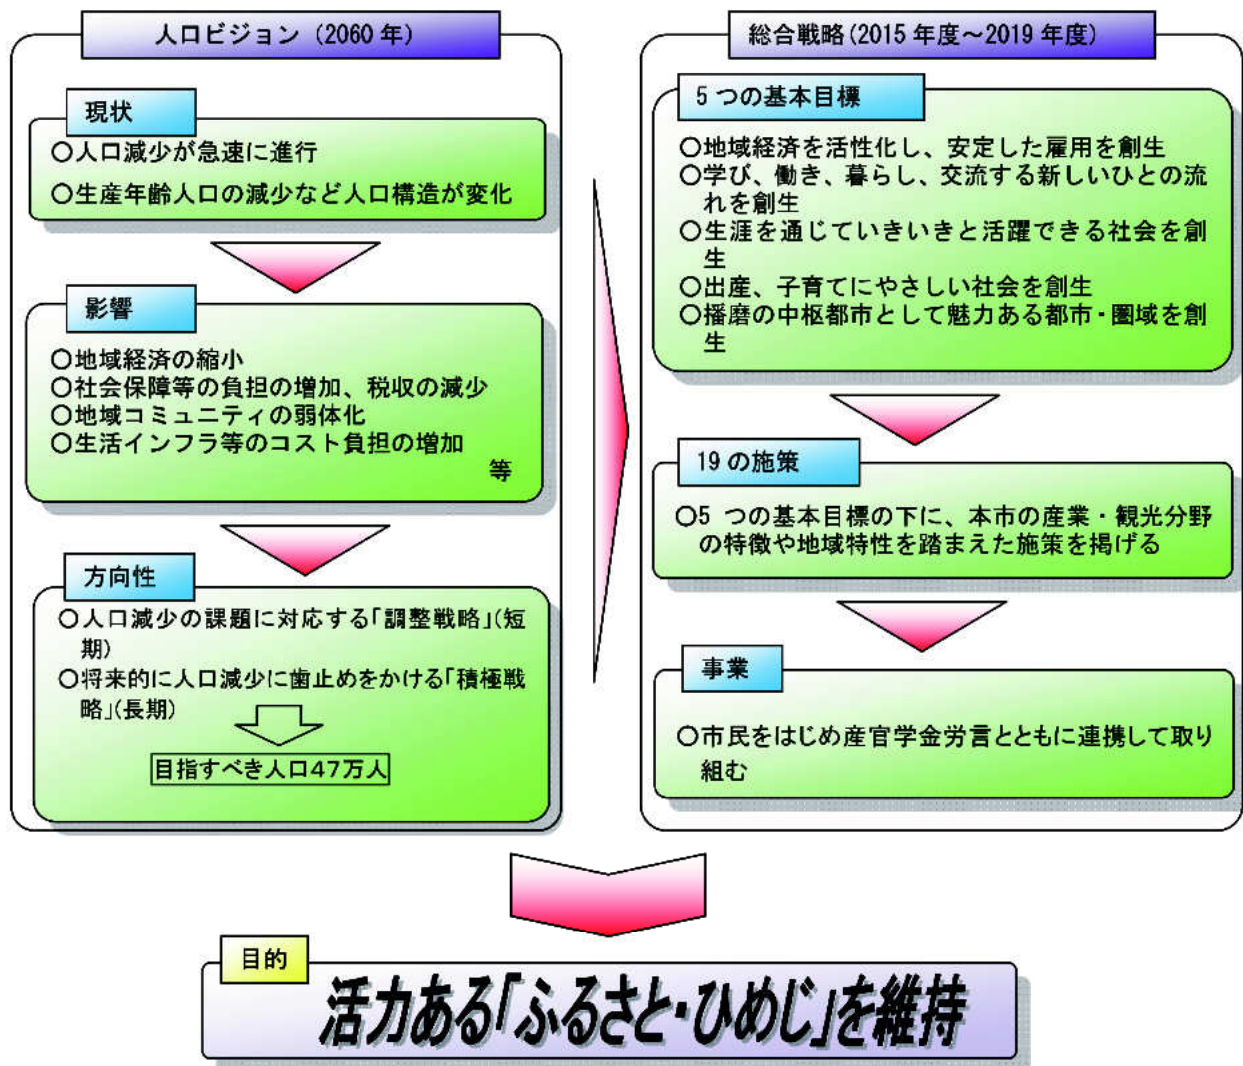 人口ビジョン（2060年）
現状
○人口減少が急速に進行
○生産年齢人口の減少など人口構造が変化
影響
○地域経済の縮小
○社会保障等の負担の増加、税収の減少
○地域コミュニティの弱体化
○生活インフラ等のコスト負担の増加
等
方向性
○人口減少の課題に対応する「調整戦略」（短
期）
○将来的に人口減少に歯止めをかける「積極戦
略」（長期）
目指すべき人口47万人
総合戦略（2015年度～2019年度）
5つの基本目標
○地域経済を活性化し、安定した雇用を創生
○学び、働き、暮らし、交流する新しいひとの流
れを創生
○生涯を通じていきいきと活躍できる社会を創
生
○出産、子育てにやさしい社会を創生
○播磨の中枢都市として魅力ある都市・圏域を創
生
19の施策
○5つの基本目標の下に、本市の産業・観光分野
の特徴や地域特性を踏まえた施策を掲げる
事業
○市民をはじめ産官学金労言とともに連携して取り
組む
目的
活力ある「ふるさと・ひめじ」を維持